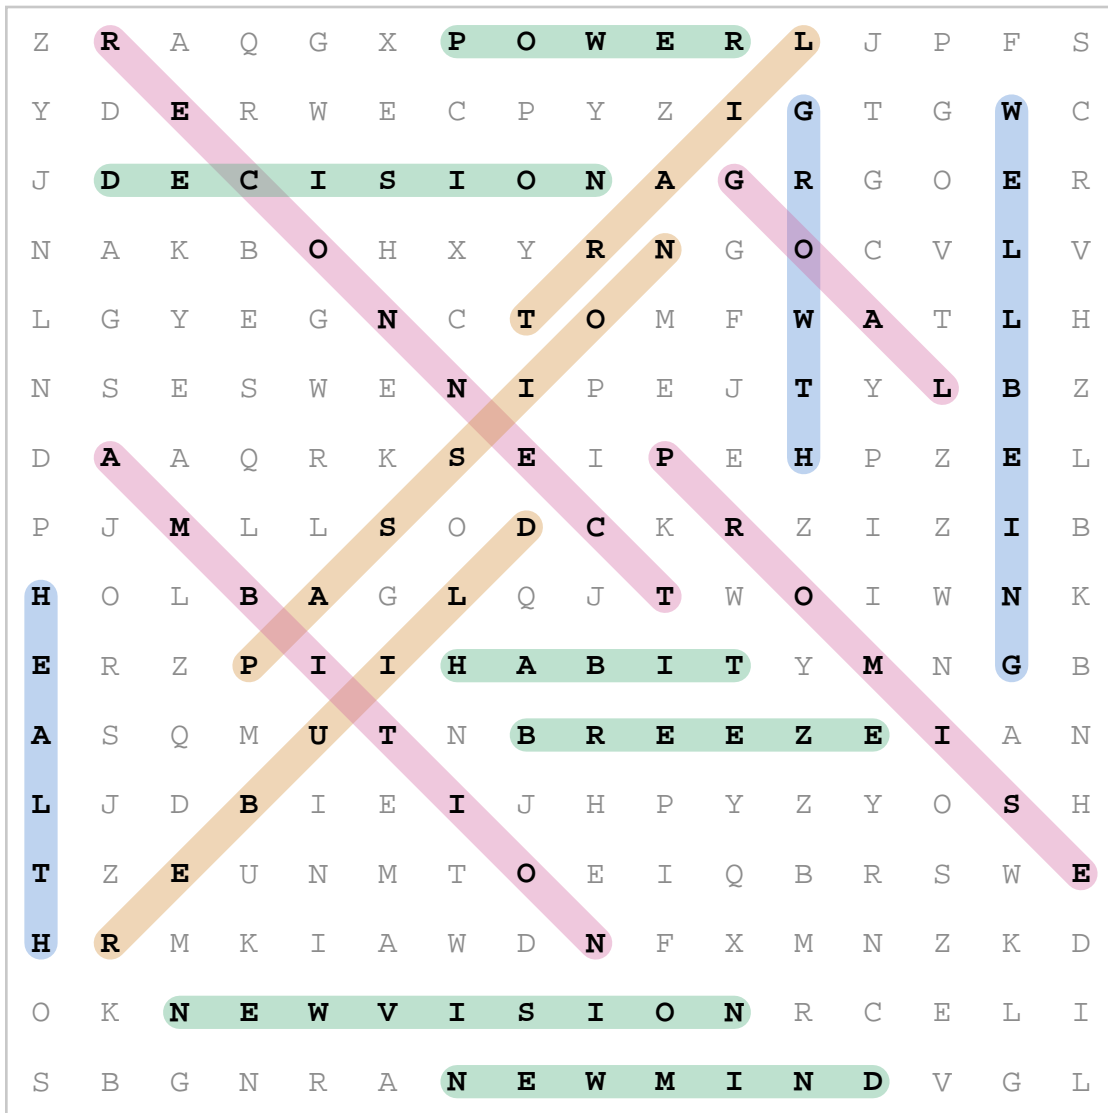 Z R A Q G X P O W E R L J P F S
Y D E R W E C P Y Z I G T G W C
J D E C I S I O N A G R G O E R
N A K B O H X Y R N G O C V L V
L G Y E G N C T O M F W A T L H
N S E S W E N I P E J T Y L B Z
D A A Q R K S E I P E H P Z E L
P J M L L S O D C K R Z I Z I B
H O L B A G L Q J T W O I W N K
E R Z P I I H A B I T Y M N G B
A S Q M U T N B R E E Z E I A N
L J D B I E I J H P Y Z Y O S H
T Z E U N M T O E I Q B R S W E
H R M K I A W D N F X M N Z K D
O K N E W V I S I O N R C E L I
S B G N R A N E W M I N D V G L